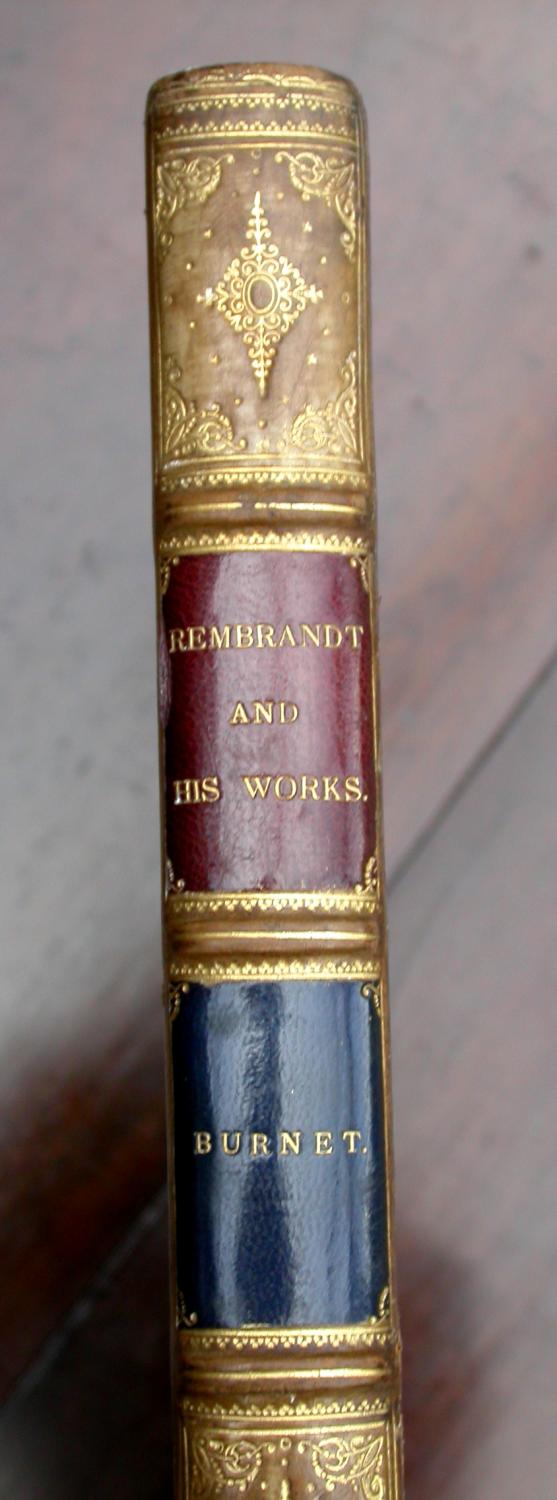 REMBRANDT
AND
HIS WORKS.
BURNET.